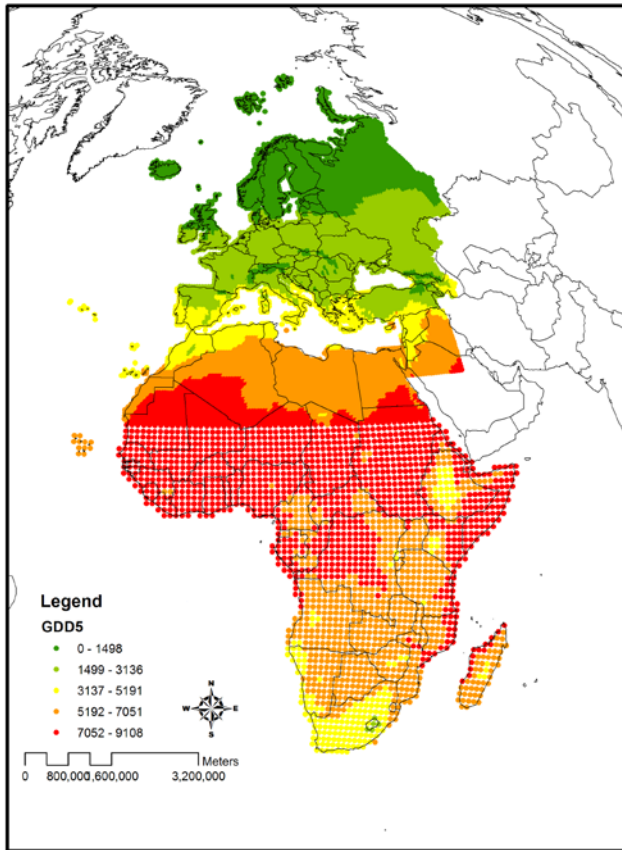 Legend
GDD5
0 - 1498
1499 - 3136
3137 - 5191
5192 - 7051
7052 - 9108
N
W E
S
Meters
0 800,000 1,600,000 3,200,000